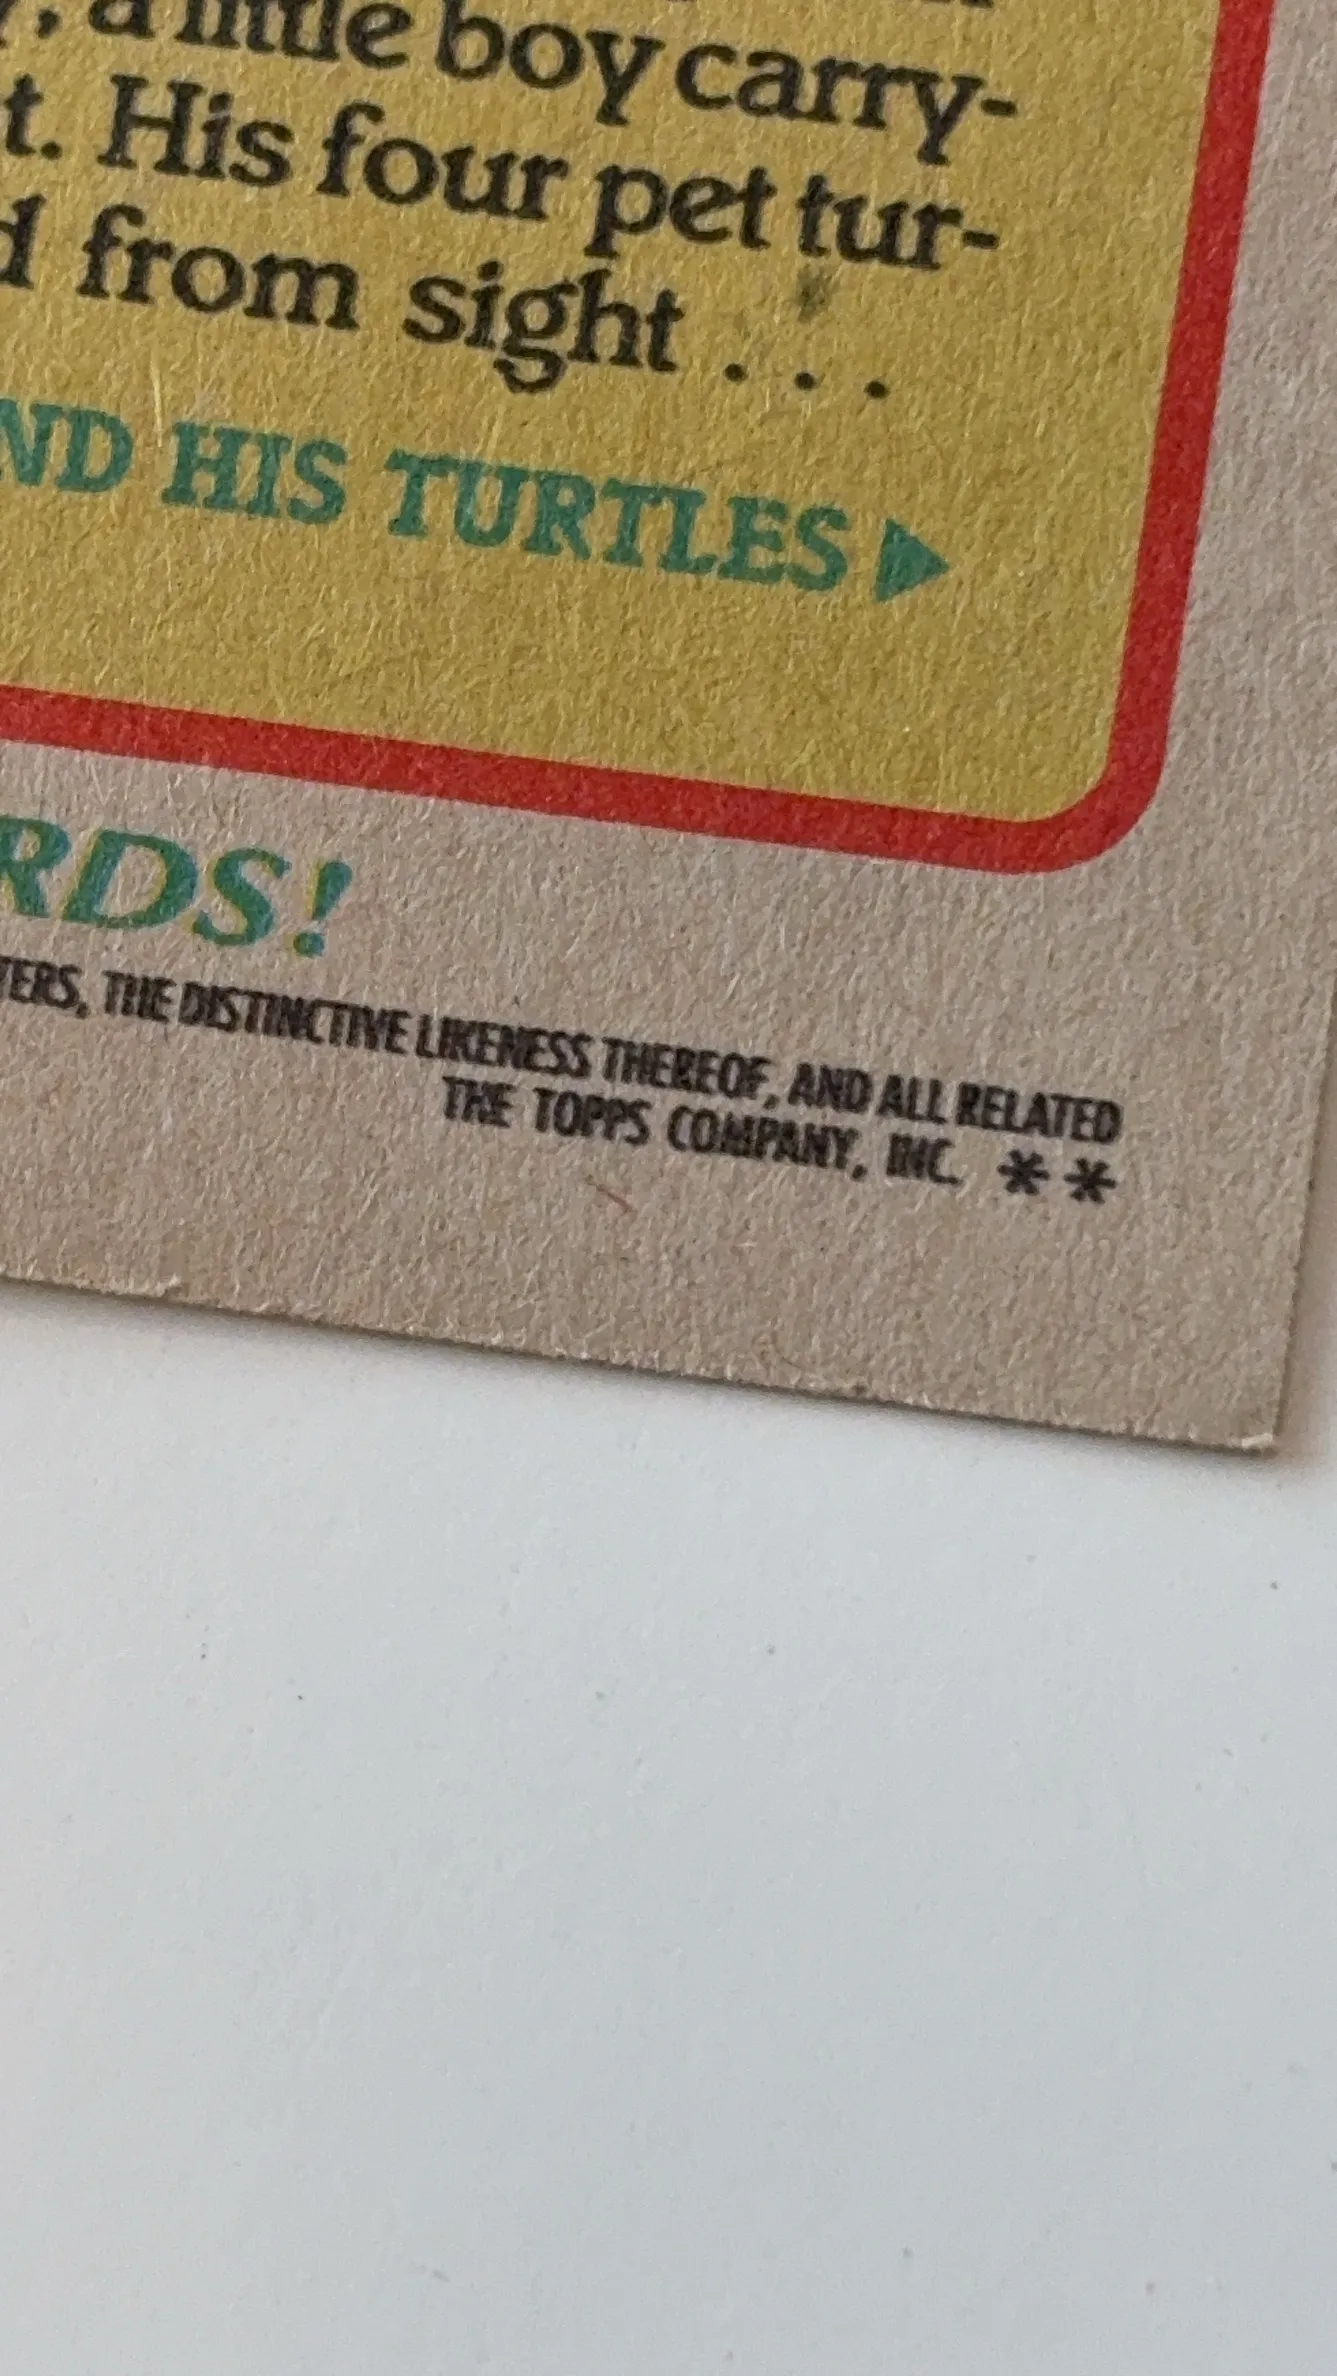 , a little boy carry-
t. His four pet tur-
d from sight . . .
ND HIS TURTLES ▶
RDS!
TERS, THE DISTINCTIVE LIKENESS THEREOF, AND ALL RELATED
THE TOPPS COMPANY, INC. * *